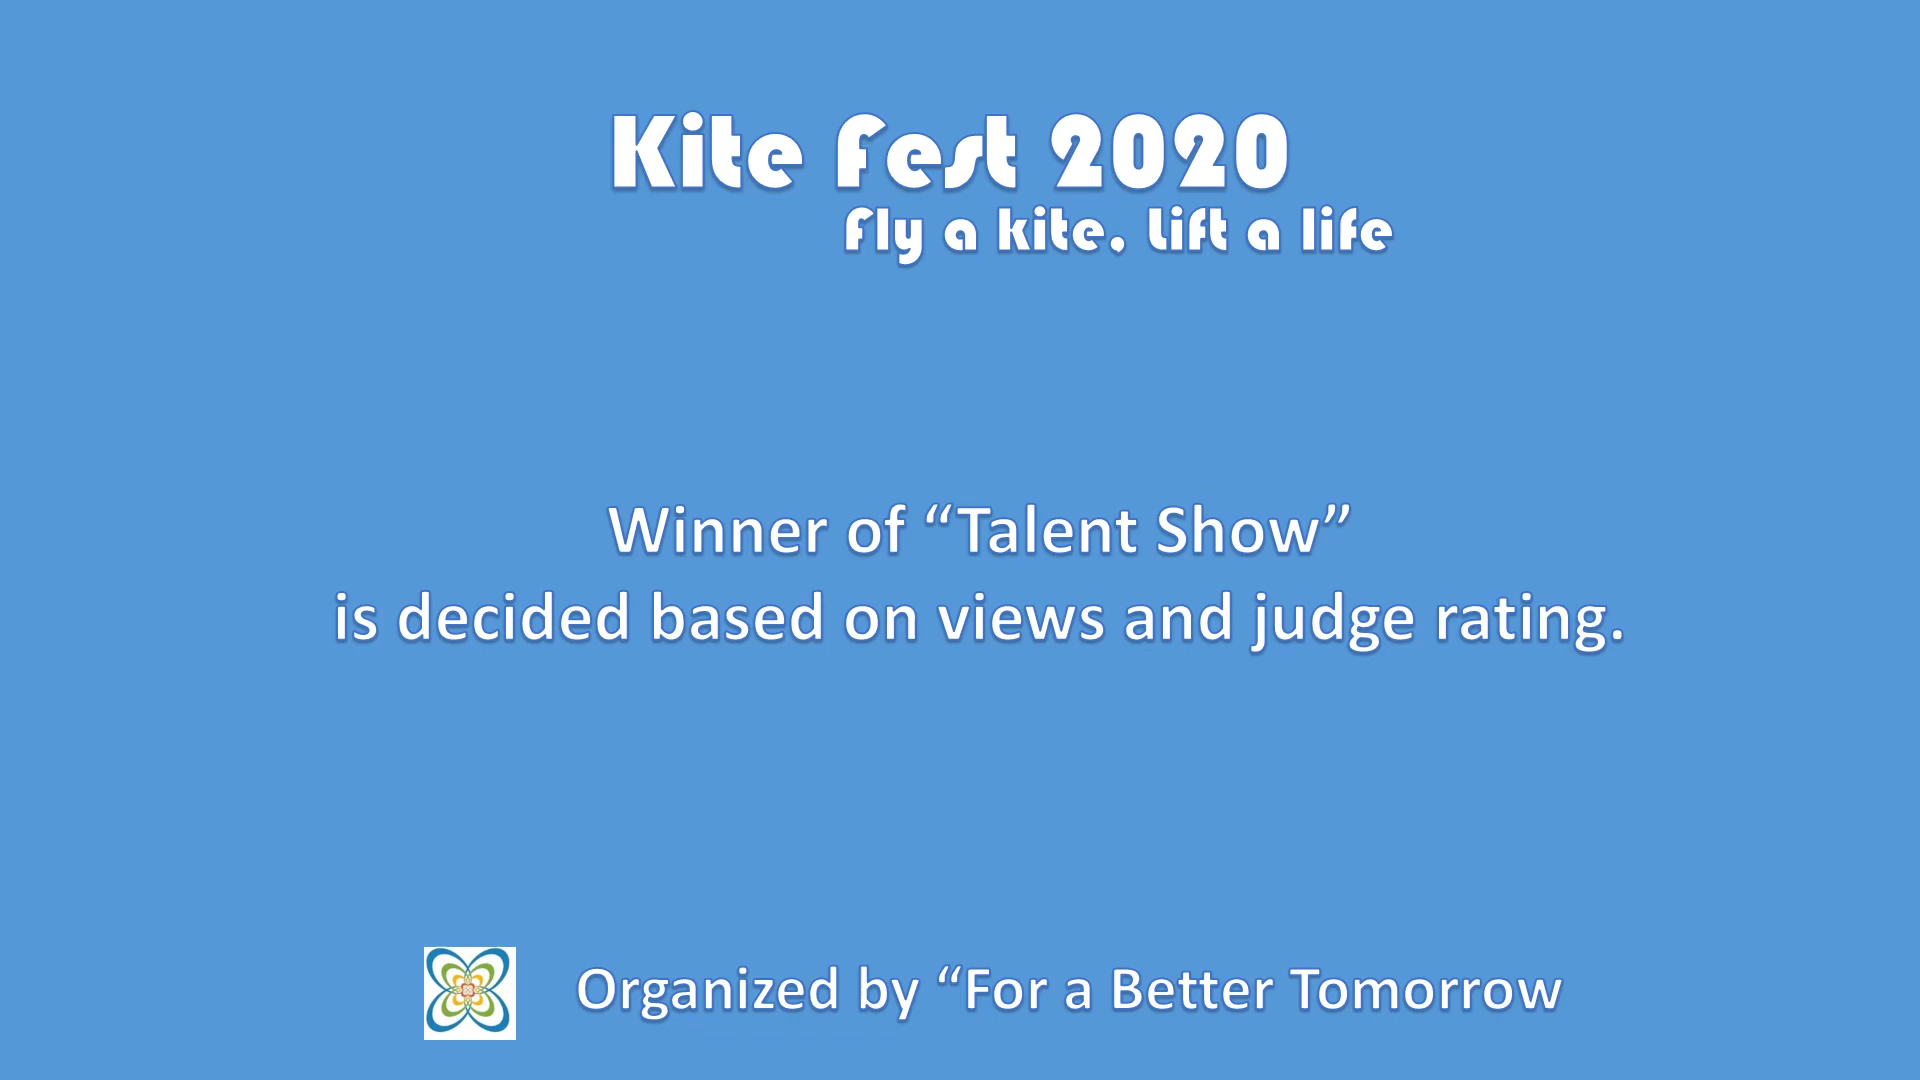 Kite Fest 2020
Fly a kite, Lift a life
Winner of “Talent Show”
is decided based on views and judge rating.
Organized by “For a Better Tomorrow